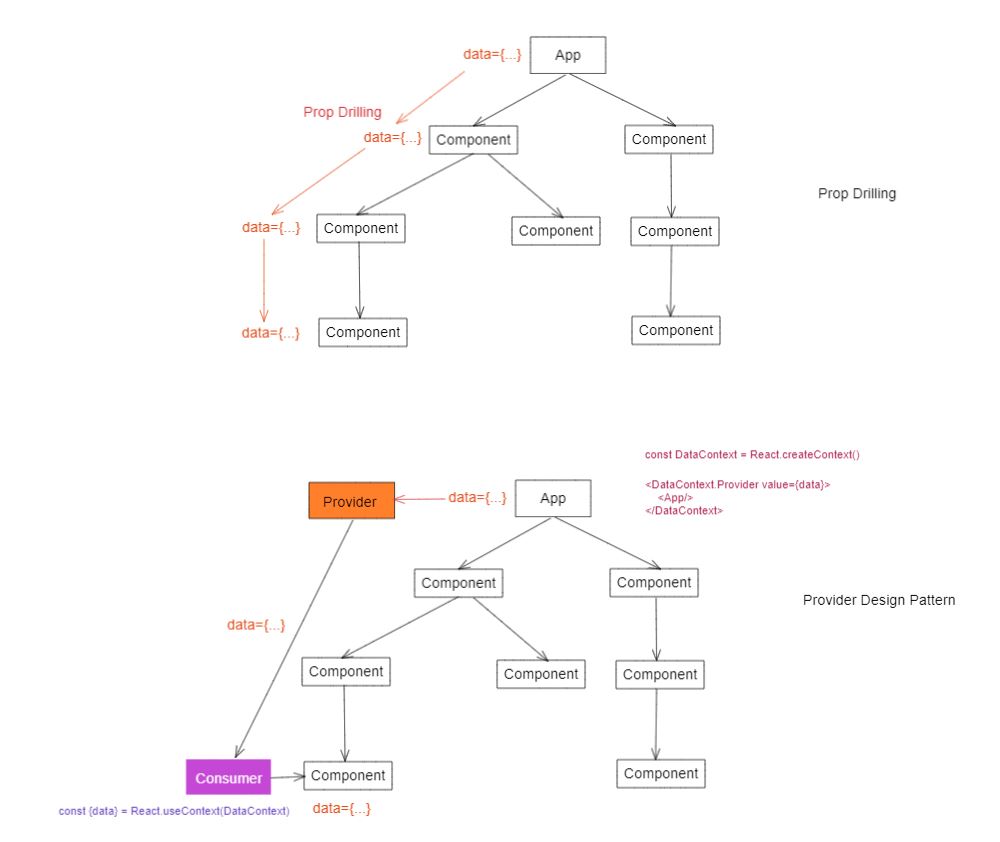 data={...}
App
Prop Drilling
data={...}
Component
Component
Prop Drilling
data={...}
Component
Component
Component
data={...}
Component
Component
const DataContext = React.createContext()
<DataContext.Provider value={data}>
<App/>
</DataContext>
Provider
data={...}
App
Component
Component
Provider Design Pattern
data={...}
Component
Component
Component
Consumer
Component
Component
const {data} = React.useContext(DataContext)
data={...}